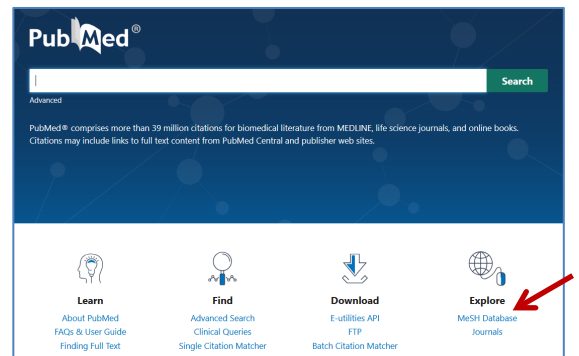 PubMed®
Search
Advanced
PubMed® comprises more than 39 million citations for biomedical literature from MEDLINE, life science journals, and online books.
Citations may include links to full text content from PubMed Central and publisher web sites.
Learn
About PubMed
FAQs & User Guide
Finding Full Text
Find
Advanced Search
Clinical Queries
Single Citation Matcher
Download
E-utilities API
FTP
Batch Citation Matcher
Explore
MeSH Database
Journals